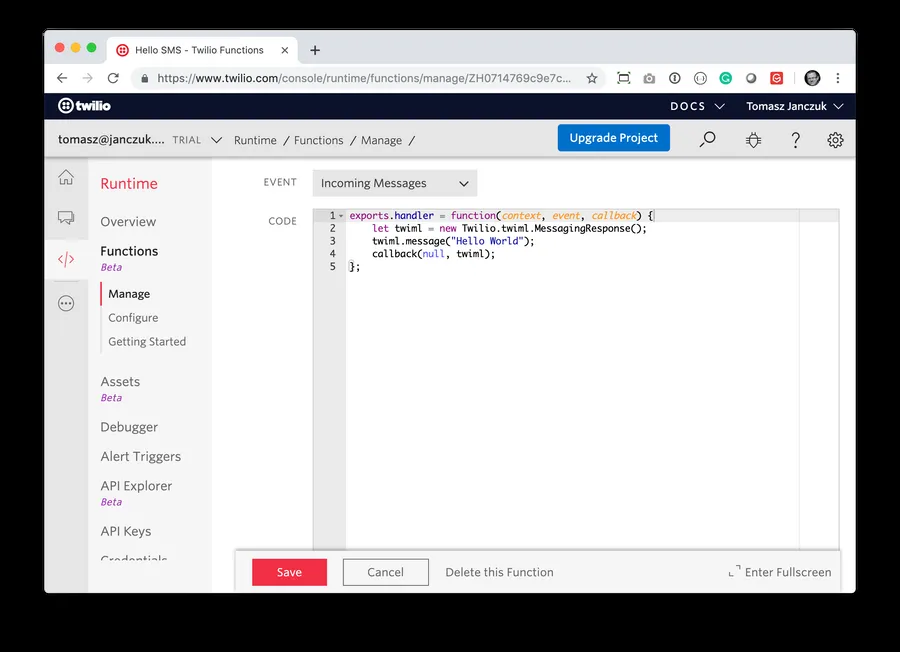 Hello SMS - Twilio Functions
https://www.twilio.com/console/runtime/functions/manage/ZH0714769c9e7c...
twilio
DOCS
Tomasz Janczuk
tomasz@janczuk.... TRIAL
Runtime / Functions / Manage /
Upgrade Project
?
Runtime
Overview
Functions
Beta
Manage
Configure
Getting Started
Assets
Beta
Debugger
Alert Triggers
API Explorer
Beta
API Keys
Credentials
EVENT
Incoming Messages
CODE
1 exports.handler = function(context, event, callback) {
2 let twiml = new Twilio.twiml.MessagingResponse();
3 twiml.message("Hello World");
4 callback(null, twiml);
5 };
Save
Cancel
Delete this Function
Enter Fullscreen